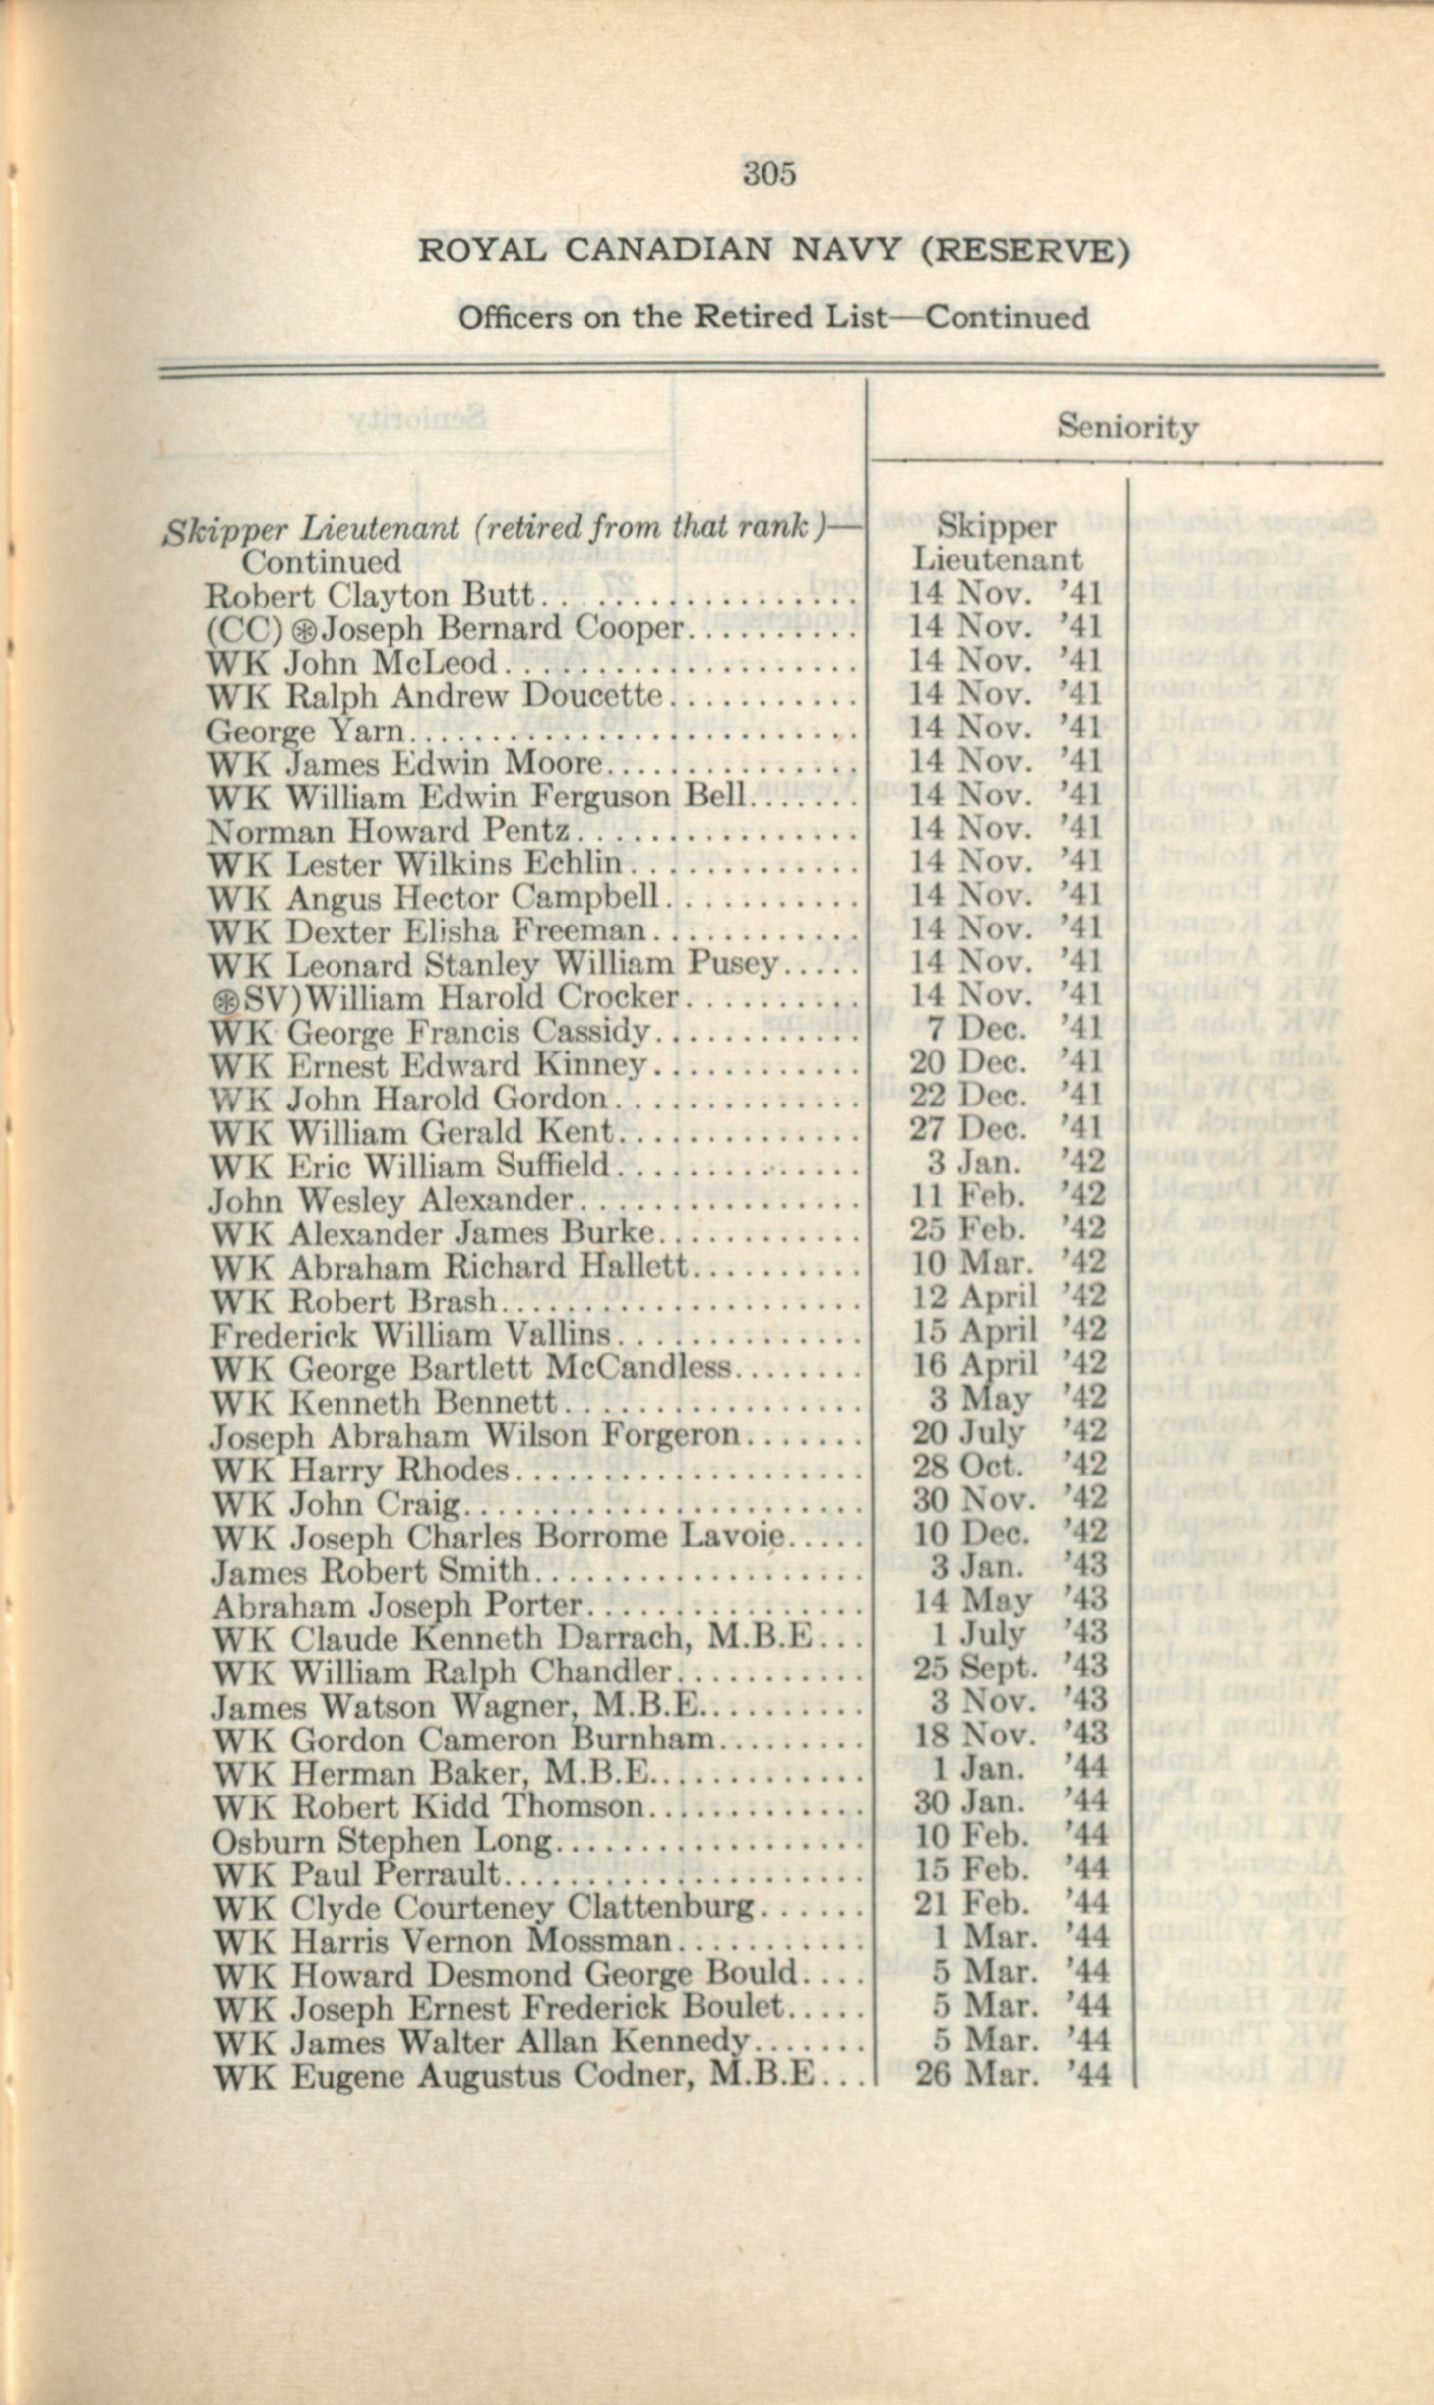 305
ROYAL CANADIAN NAVY (RESERVE)
Officers on the Retired List—Continued
Seniority
Skipper Lieutenant (retired from that rank)— Skipper
Continued Lieutenant
Robert Clayton Butt.................. 14 Nov. '41
(CC)⊛Joseph Bernard Cooper........... 14 Nov. '41
WK John McLeod...................... 14 Nov. '41
WK Ralph Andrew Doucette............ 14 Nov. '41
George Yarn............................ 14 Nov. '41
WK James Edwin Moore................ 14 Nov. '41
WK William Edwin Ferguson Bell....... 14 Nov. '41
Norman Howard Pentz.................. 14 Nov. '41
WK Lester Wilkins Echlin.............. 14 Nov. '41
WK Angus Hector Campbell............ 14 Nov. '41
WK Dexter Elisha Freeman............. 14 Nov. '41
WK Leonard Stanley William Pusey..... 14 Nov. '41
⊛SV)William Harold Crocker........... 14 Nov. '41
WK George Francis Cassidy............. 7 Dec. '41
WK Ernest Edward Kinney............. 20 Dec. '41
WK John Harold Gordon............... 22 Dec. '41
WK William Gerald Kent............... 27 Dec. '41
WK Eric William Suffield............... 3 Jan. '42
John Wesley Alexander................. 11 Feb. '42
WK Alexander James Burke............. 25 Feb. '42
WK Abraham Richard Hallett........... 10 Mar. '42
WK Robert Brash...................... 12 April '42
Frederick William Vallins............... 15 April '42
WK George Bartlett McCandless........ 16 April '42
WK Kenneth Bennett.................. 3 May '42
Joseph Abraham Wilson Forgeron....... 20 July '42
WK Harry Rhodes..................... 28 Oct. '42
WK John Craig........................ 30 Nov. '42
WK Joseph Charles Borrome Lavoie..... 10 Dec. '42
James Robert Smith.................... 3 Jan. '43
Abraham Joseph Porter................. 14 May '43
WK Claude Kenneth Darrach, M.B.E... 1 July '43
WK William Ralph Chandler........... 25 Sept. '43
James Watson Wagner, M.B.E.......... 3 Nov. '43
WK Gordon Cameron Burnham......... 18 Nov. '43
WK Herman Baker, M.B.E............. 1 Jan. '44
WK Robert Kidd Thomson............. 30 Jan. '44
Osburn Stephen Long................... 10 Feb. '44
WK Paul Perrault...................... 15 Feb. '44
WK Clyde Courteney Clattenburg...... 21 Feb. '44
WK Harris Vernon Mossman........... 1 Mar. '44
WK Howard Desmond George Bould.... 5 Mar. '44
WK Joseph Ernest Frederick Boulet..... 5 Mar. '44
WK James Walter Allan Kennedy....... 5 Mar. '44
WK Eugene Augustus Codner, M.B.E... 26 Mar. '44